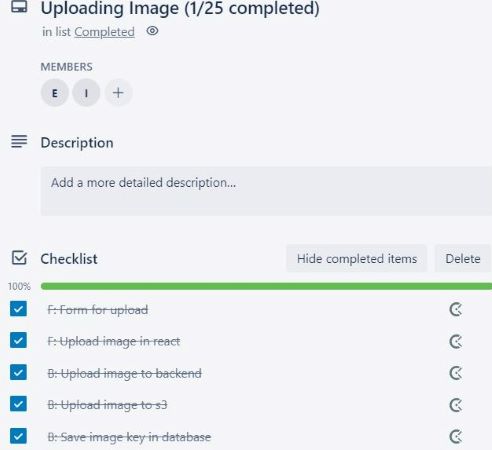 Uploading Image (1/25 completed)
in list Completed
MEMBERS
E I +
Description
Add a more detailed description...
Checklist Hide completed items Delete
100%
F: Form for upload
F: Upload image in react
B: Upload image to backend
B: Upload image to s3
B: Save image key in database